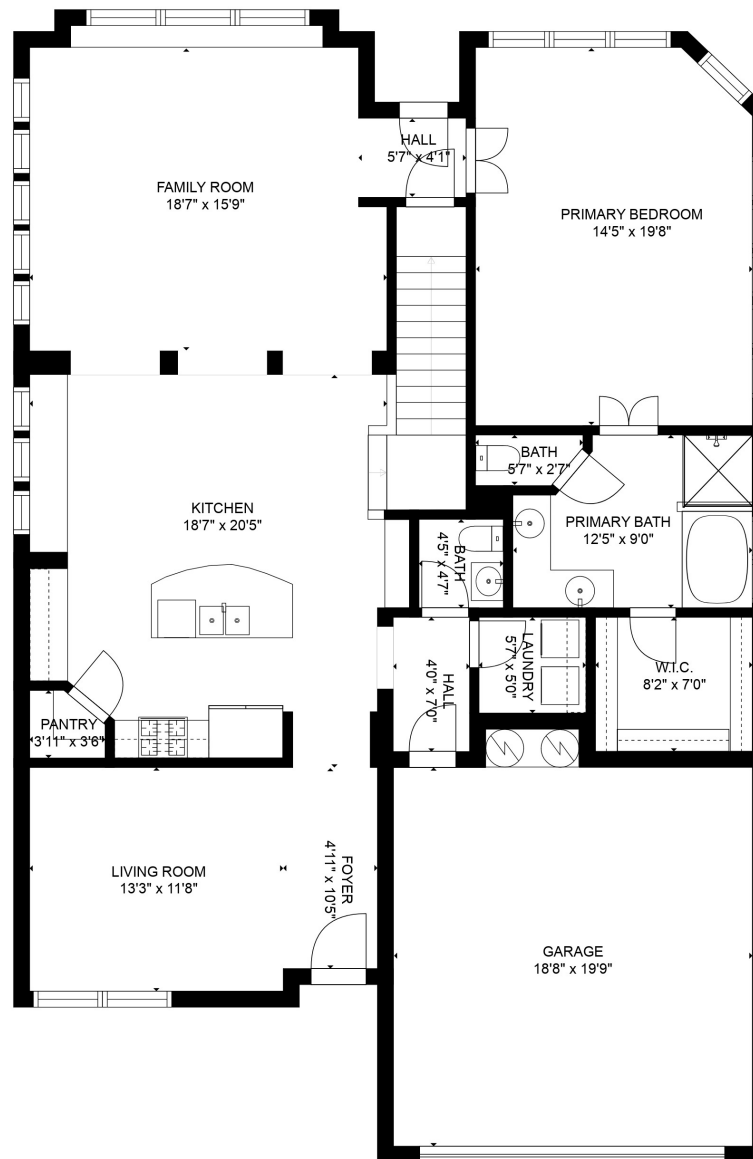 HALL
5'7" x 4'1"
FAMILY ROOM
18'7" x 15'9"
PRIMARY BEDROOM
14'5" x 19'8"
BATH
5'7" x 2'7"
KITCHEN
18'7" x 20'5"
PRIMARY BATH
12'5" x 9'0"
BATH
4'5" x 4'7"
LAUNDRY
5'7" x 5'0"
W.I.C.
8'2" x 7'0"
HALL
4'0" x 7'0"
PANTRY
3'11" x 3'6"
LIVING ROOM
13'3" x 11'8"
FOYER
4'11" x 10'5"
GARAGE
18'8" x 19'9"